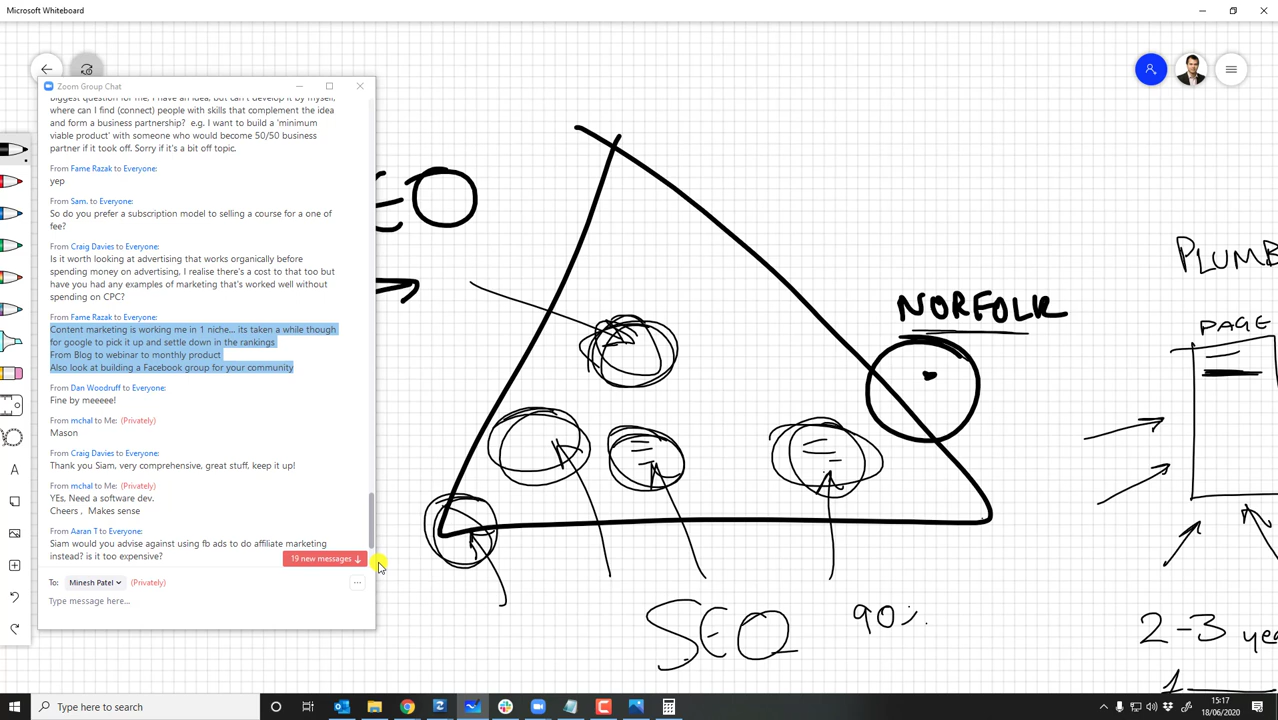 Microsoft Whiteboard
Zoom Group Chat
biggest question for me, I have an idea, but can't develop it by myself,
where can I find (connect) people with skills that complement the idea
and form a business partnership? e.g. I want to build a 'minimum
viable product' with someone who would become 50/50 business
partner if it took off. Sorry if it's a bit off topic.
From Fame Razak to Everyone:
yep
From Sam. to Everyone:
So do you prefer a subscription model to selling a course for a one of
fee?
From Craig Davies to Everyone:
Is it worth looking at advertising that works organically before
spending money on advertising, I realise there's a cost to that too but
have you had any examples of marketing that's worked well without
spending on CPC?
From Fame Razak to Everyone:
Content marketing is working me in 1 niche... its taken a while though
for google to pick it up and settle down in the rankings
From Blog to webinar to monthly product
Also look at building a Facebook group for your community
From Dan Woodruff to Everyone:
Fine by meeeee!
From mchal to Me: (Privately)
Mason
From Craig Davies to Everyone:
Thank you Siam, very comprehensive, great stuff, keep it up!
From mchal to Me: (Privately)
YEs, Need a software dev.
Cheers , Makes sense
From Aaran T to Everyone:
Siam would you advise against using fb ads to do affiliate marketing
instead? is it too expensive?
19 new messages
To: Minesh Patel (Privately)
Type message here...
EO
NORFOLK
PLUMB
PAGE
SEO 90%
2-3 yea
1
Type here to search
15:17
18/06/2020